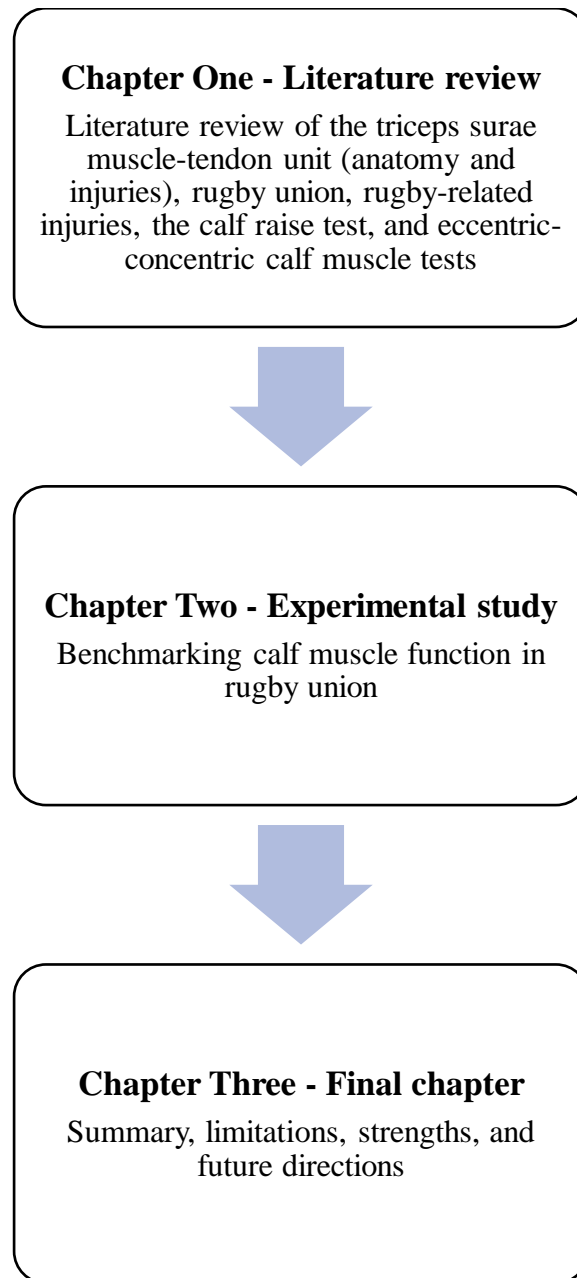 Chapter One - Literature review
Literature review of the triceps surae
muscle-tendon unit (anatomy and
injuries), rugby union, rugby-related
injuries, the calf raise test, and eccentric-
concentric calf muscle tests
Chapter Two - Experimental study
Benchmarking calf muscle function in
rugby union
Chapter Three - Final chapter
Summary, limitations, strengths, and
future directions